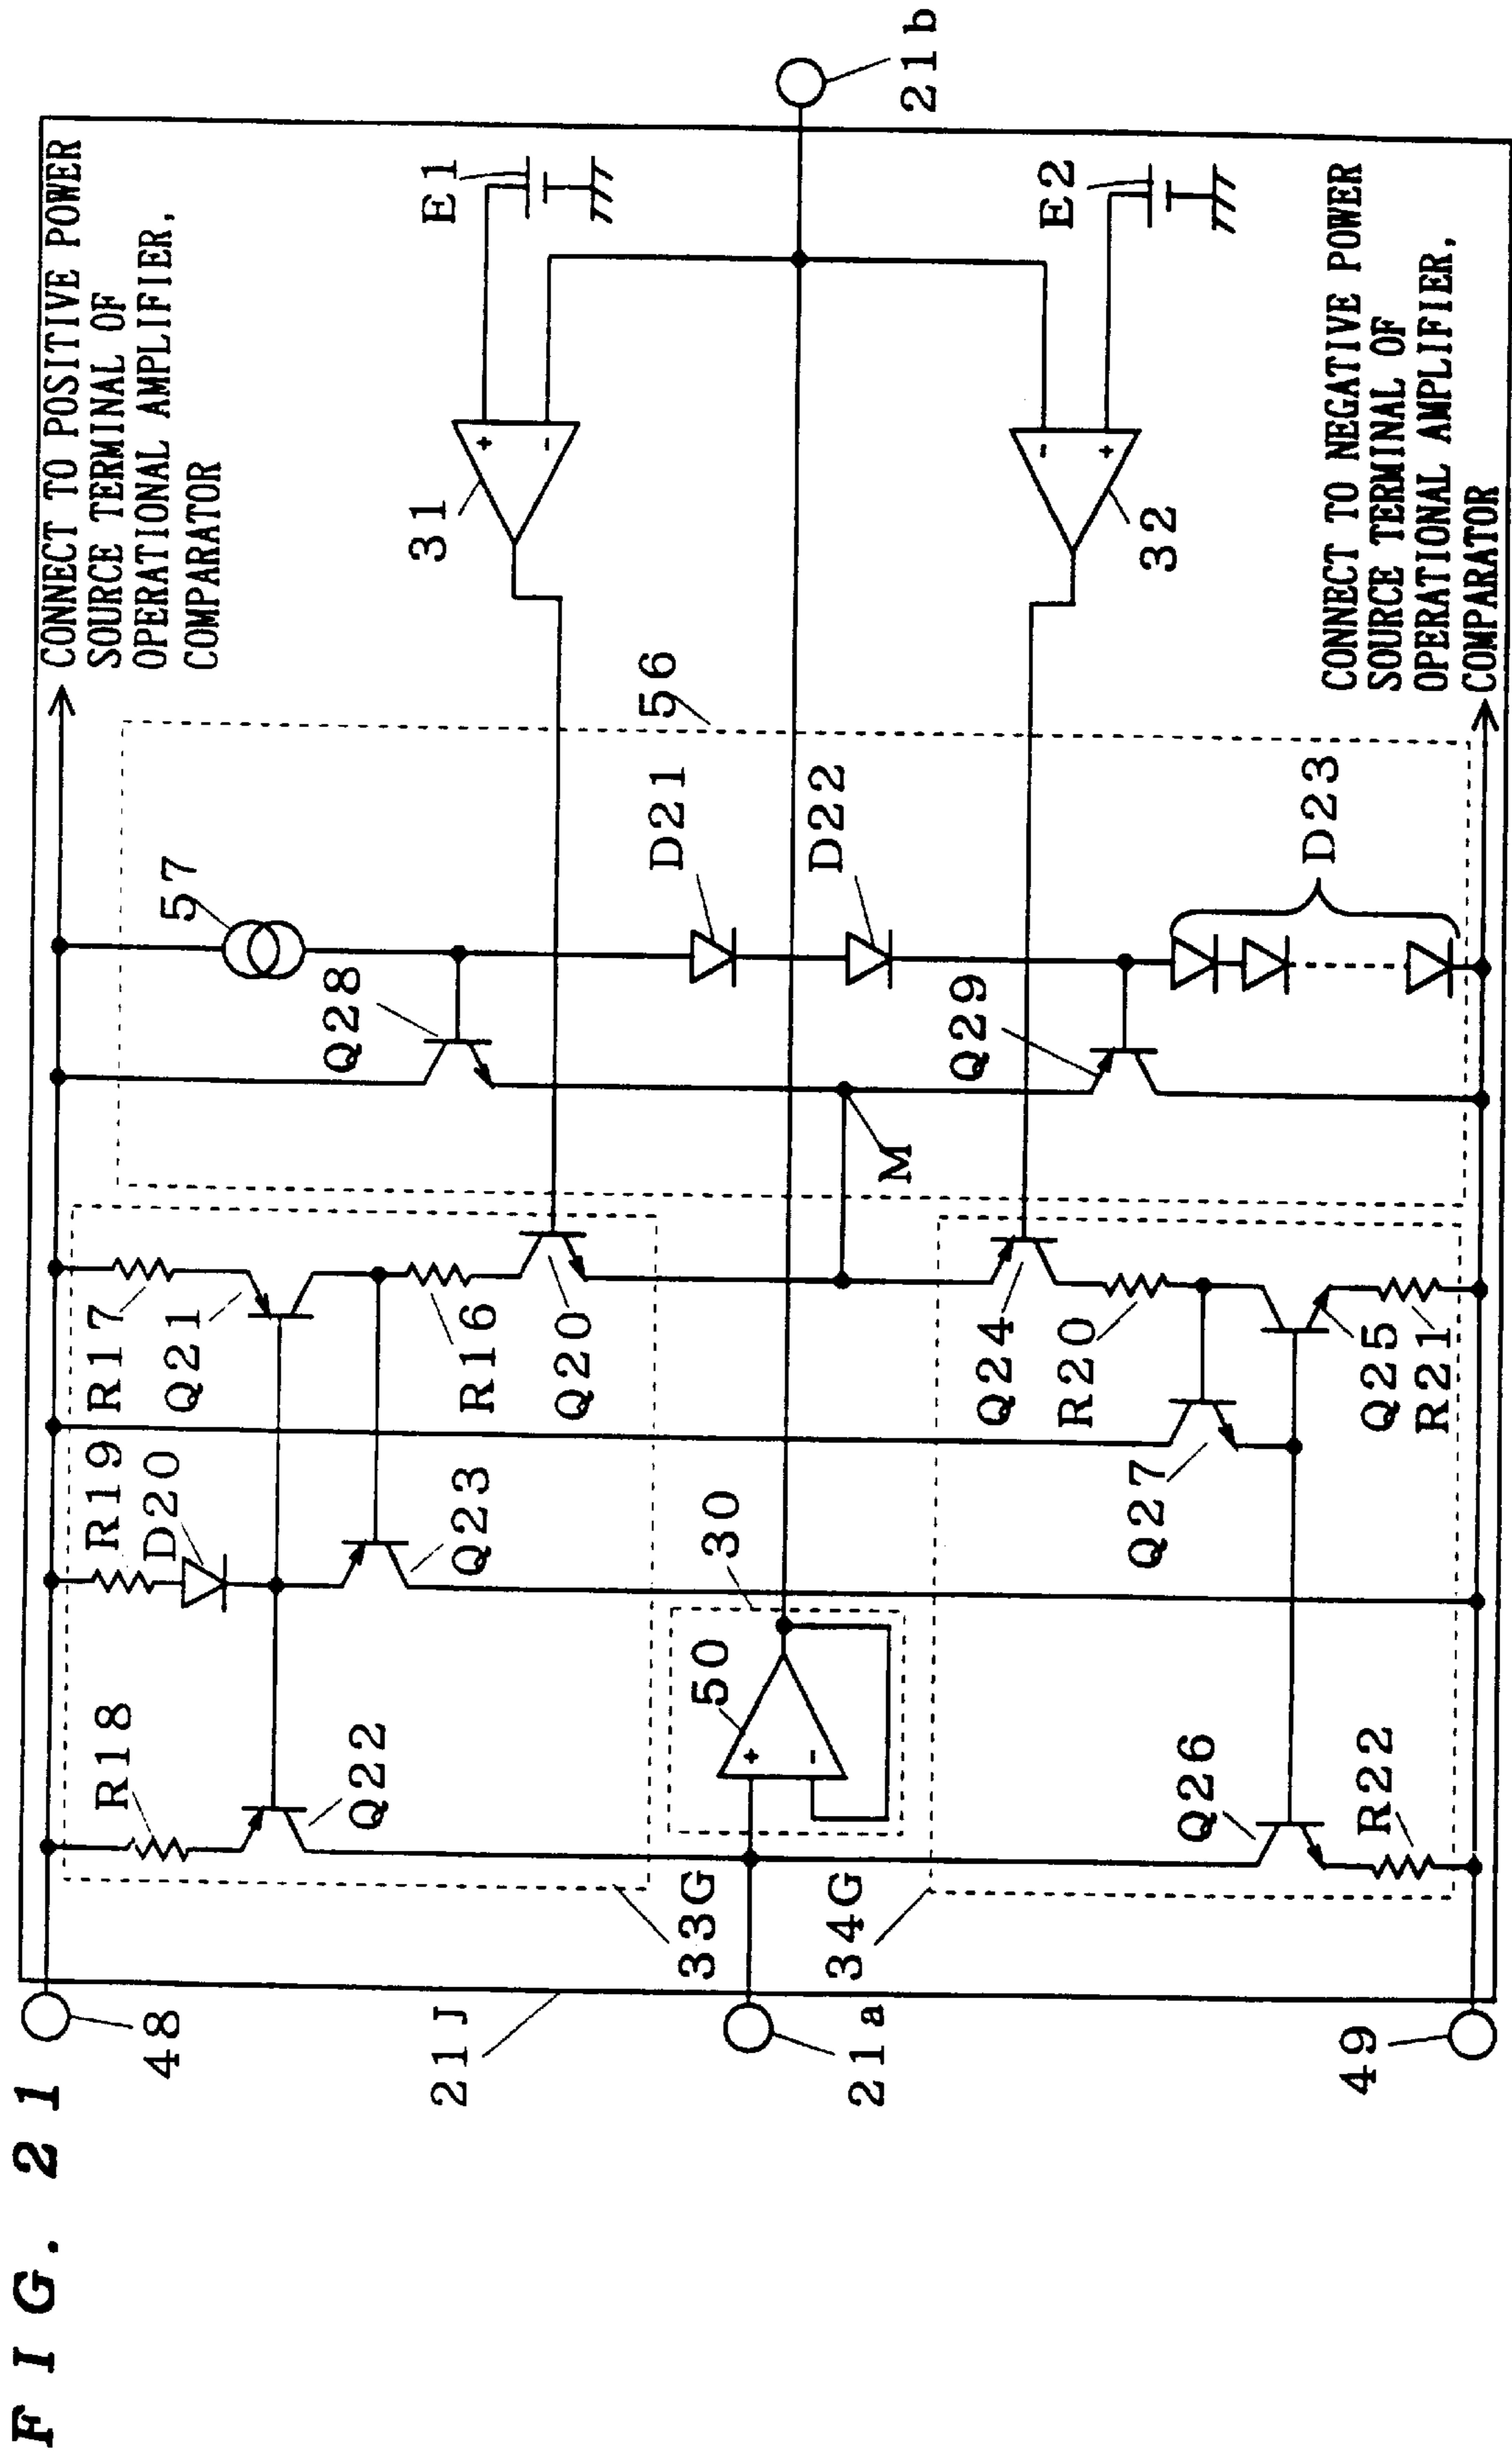 FIG. 21
CONNECT TO POSITIVE POWER
SOURCE TERMINAL OF
OPERATIONAL AMPLIFIER,
COMPARATOR
48
R18
R19
D20
R17
Q21
Q22
Q23
R16
Q20
Q28
57
D21
56
31
E1
21J
33G
50
30
M
D22
21a
21b
34G
Q26
R22
Q27
Q24
R20
Q25
R21
Q29
D23
32
E2
49
CONNECT TO NEGATIVE POWER
SOURCE TERMINAL OF
OPERATIONAL AMPLIFIER,
COMPARATOR
+
-
+
-
-
+